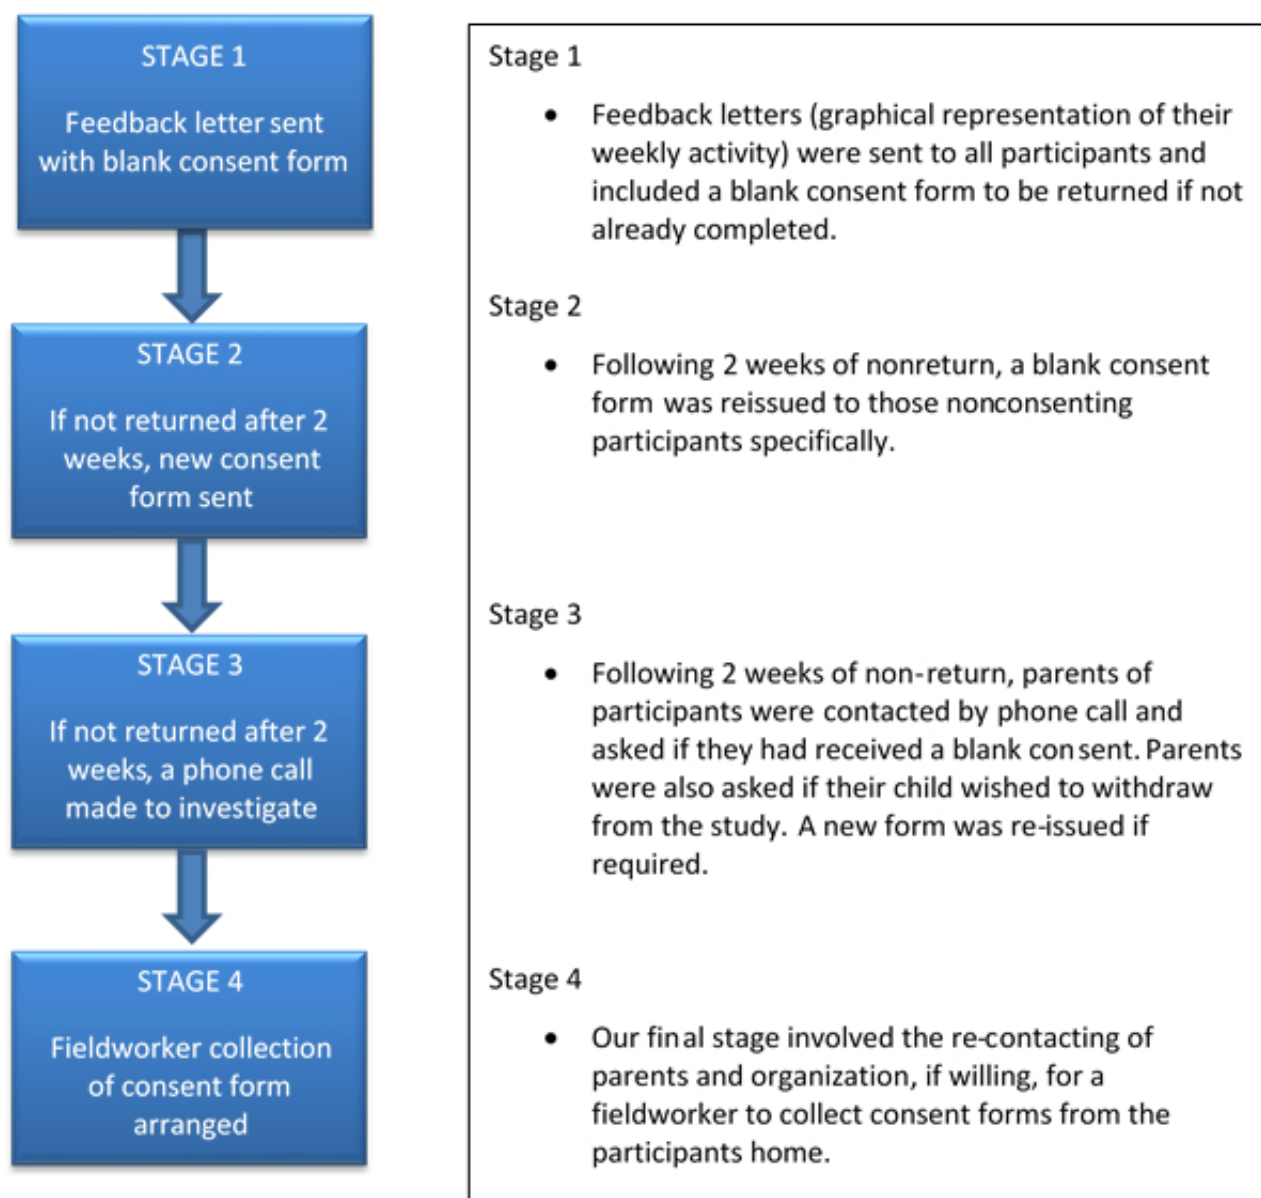 STAGE 1
Feedback letter sent
with blank consent form
STAGE 2
If not returned after 2
weeks, new consent
form sent
STAGE 3
If not returned after 2
weeks, a phone call
made to investigate
STAGE 4
Fieldworker collection
of consent form
arranged
Stage 1
• Feedback letters (graphical representation of their
weekly activity) were sent to all participants and
included a blank consent form to be returned if not
already completed.
Stage 2
• Following 2 weeks of nonreturn, a blank consent
form was reissued to those nonconsenting
participants specifically.
Stage 3
• Following 2 weeks of non-return, parents of
participants were contacted by phone call and
asked if they had received a blank consent. Parents
were also asked if their child wished to withdraw
from the study. A new form was re-issued if
required.
Stage 4
• Our final stage involved the re-contacting of
parents and organization, if willing, for a
fieldworker to collect consent forms from the
participants home.